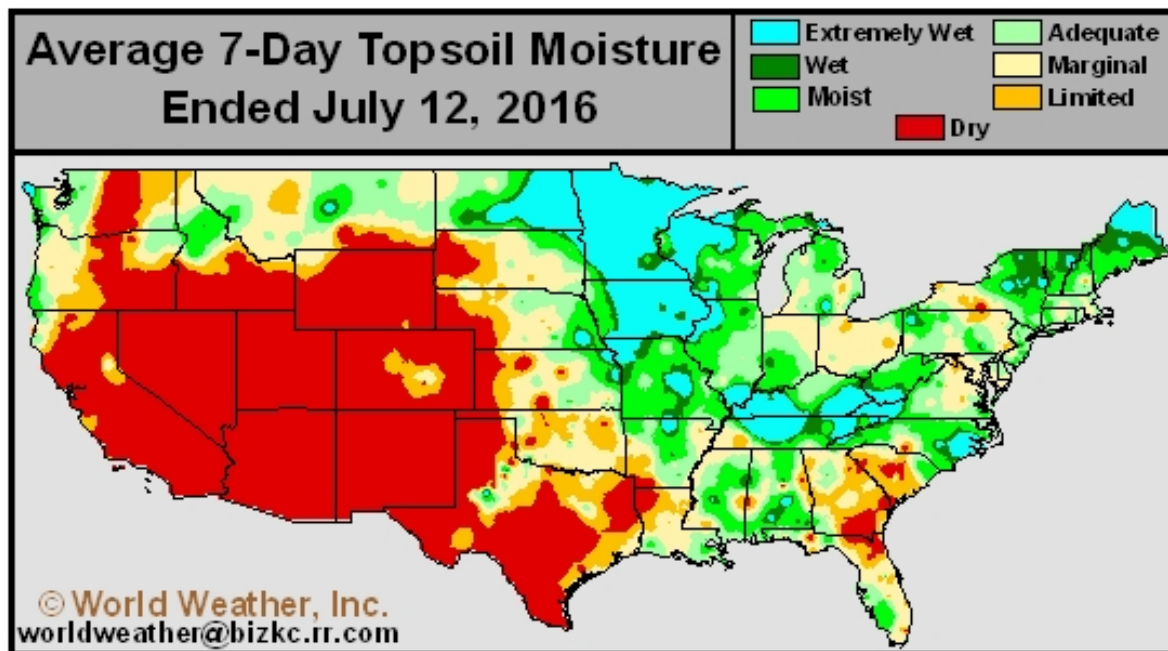 Average 7-Day Topsoil Moisture
Ended July 12, 2016
Extremely Wet
Adequate
Wet
Marginal
Moist
Limited
Dry
© World Weather, Inc.
worldweather@bizkc.rr.com